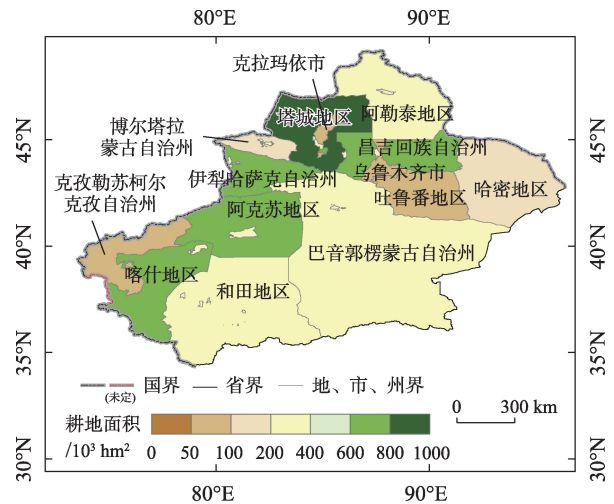 80°E 90°E
克拉玛依市
塔城地区
阿勒泰地区
45°N 45°N
博尔塔拉
蒙古自治州
昌吉回族自治州
伊犁哈萨克自治州
乌鲁木齐市
克孜勒苏柯尔
克孜自治州
吐鲁番地区
哈密地区
阿克苏地区
40°N 40°N
巴音郭楞蒙古自治州
喀什地区
和田地区
35°N 35°N
国界 省界 地、市、州界
(未定)
0 300 km
耕地面积
/10³ hm²
0 50 100 200 400 600 800 1000
30°N 30°N
80°E 90°E